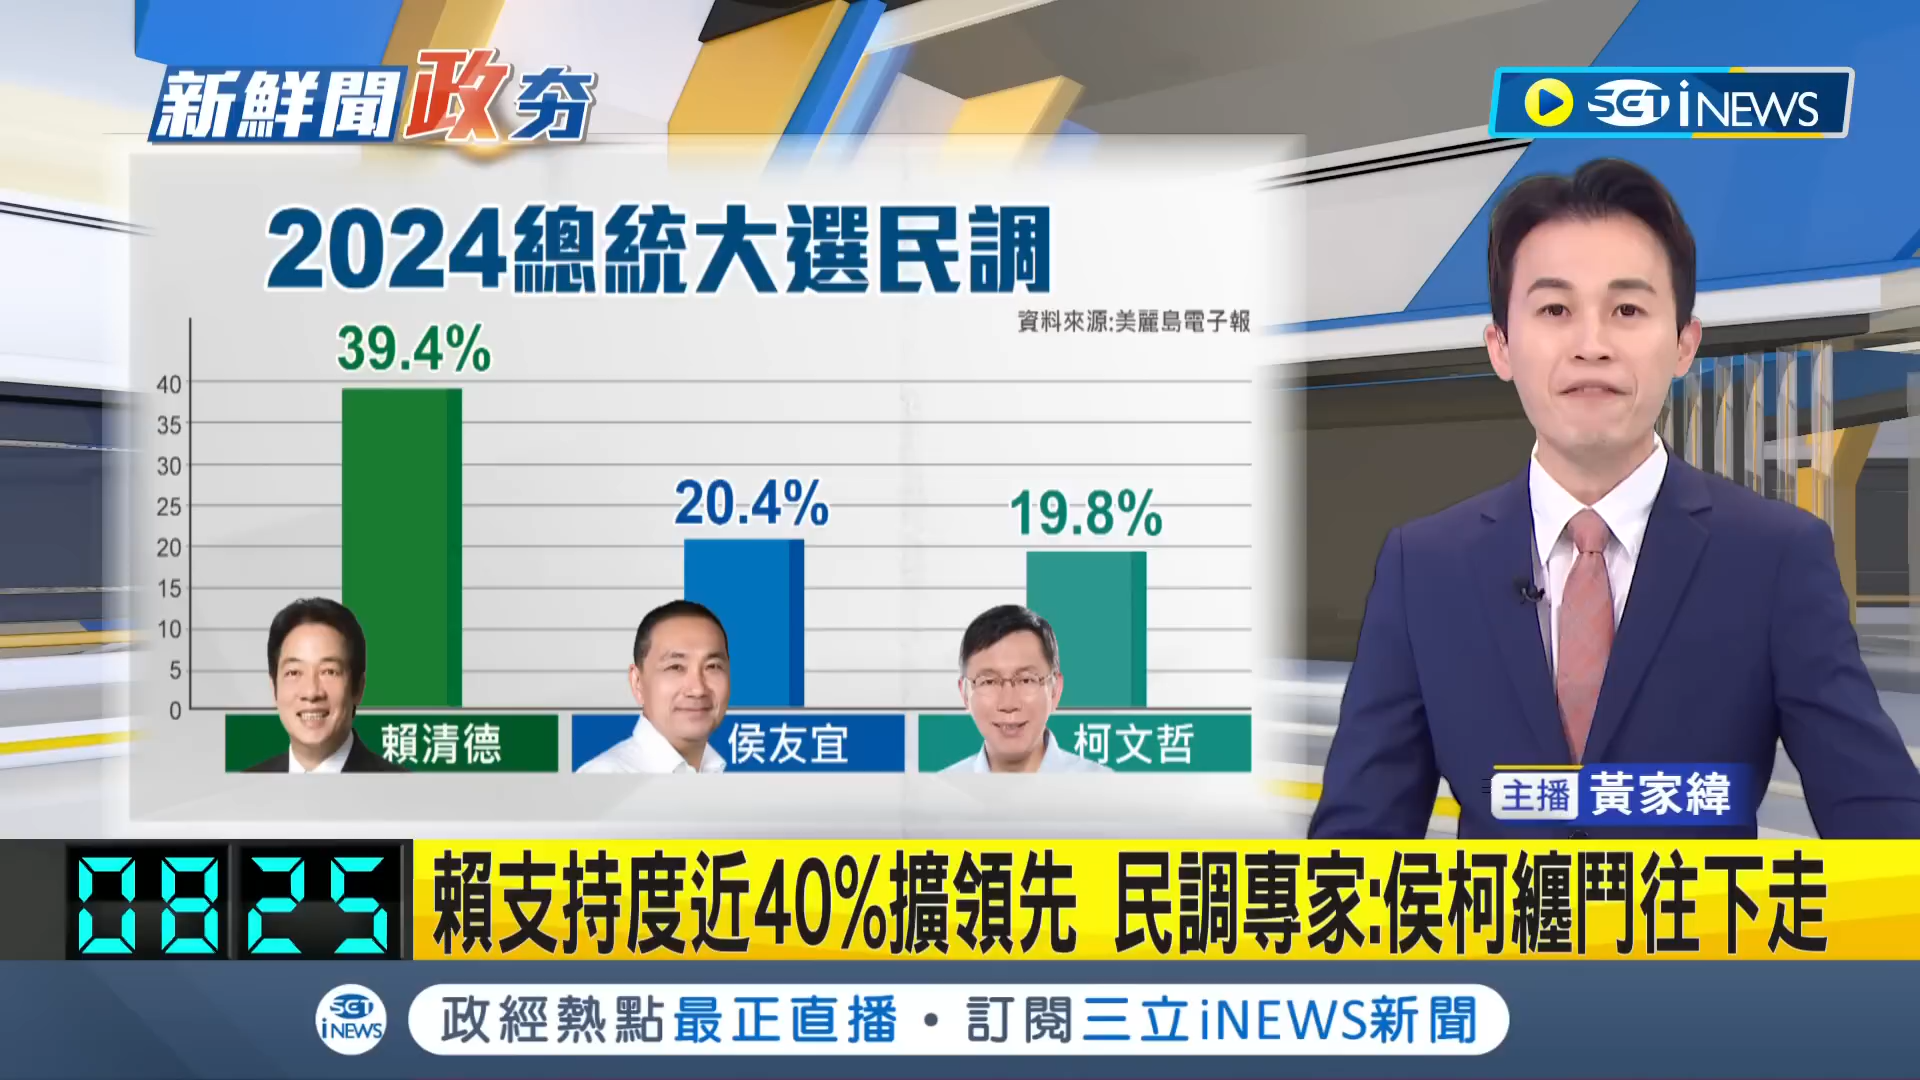 新鮮聞政夯
SET iNEWS
2024總統大選民調
資料來源:美麗島電子報
39.4%
20.4%
19.8%
40
35
30
25
20
15
10
5
0
賴清德
侯友宜
柯文哲
主播 黃家緯
08 25
賴支持度近40%擴領先 民調專家:侯柯纏鬥往下走
SET iNEWS
政經熱點最正直播・訂閱三立iNEWS新聞